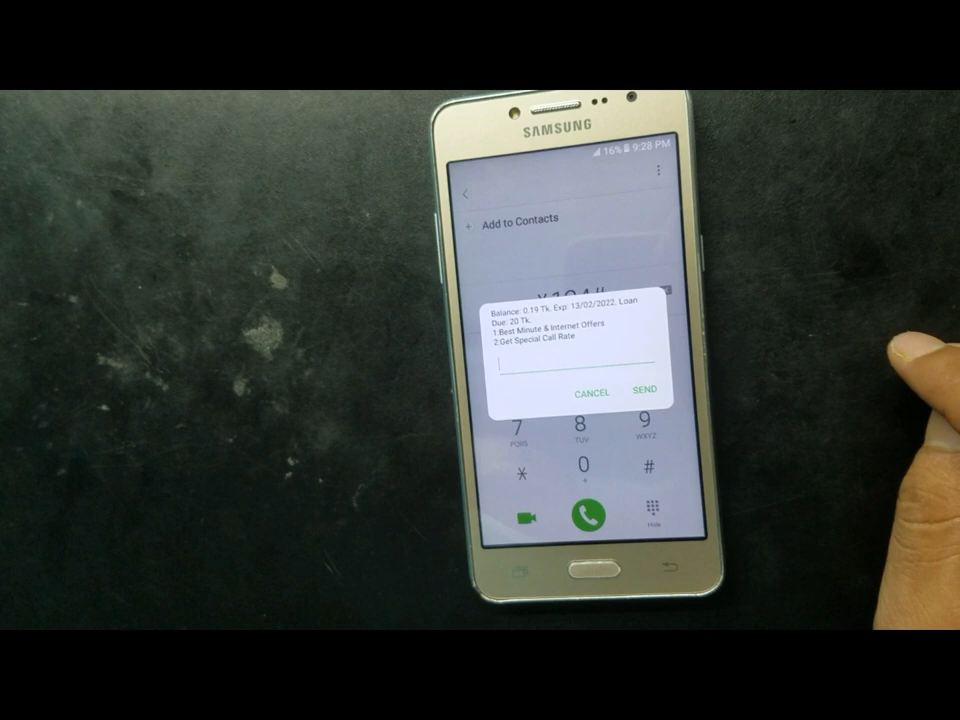 SAMSUNG
16% 9:28 PM
Add to Contacts
Balance: 0.19 Tk. Exp: 13/02/2022. Loan
Due: 20 Tk.
1:Best Minute & Internet Offers
2:Get Special Call Rate
CANCEL SEND
7 8 9
PQRS TUV WXYZ
* 0 #
+
Hide